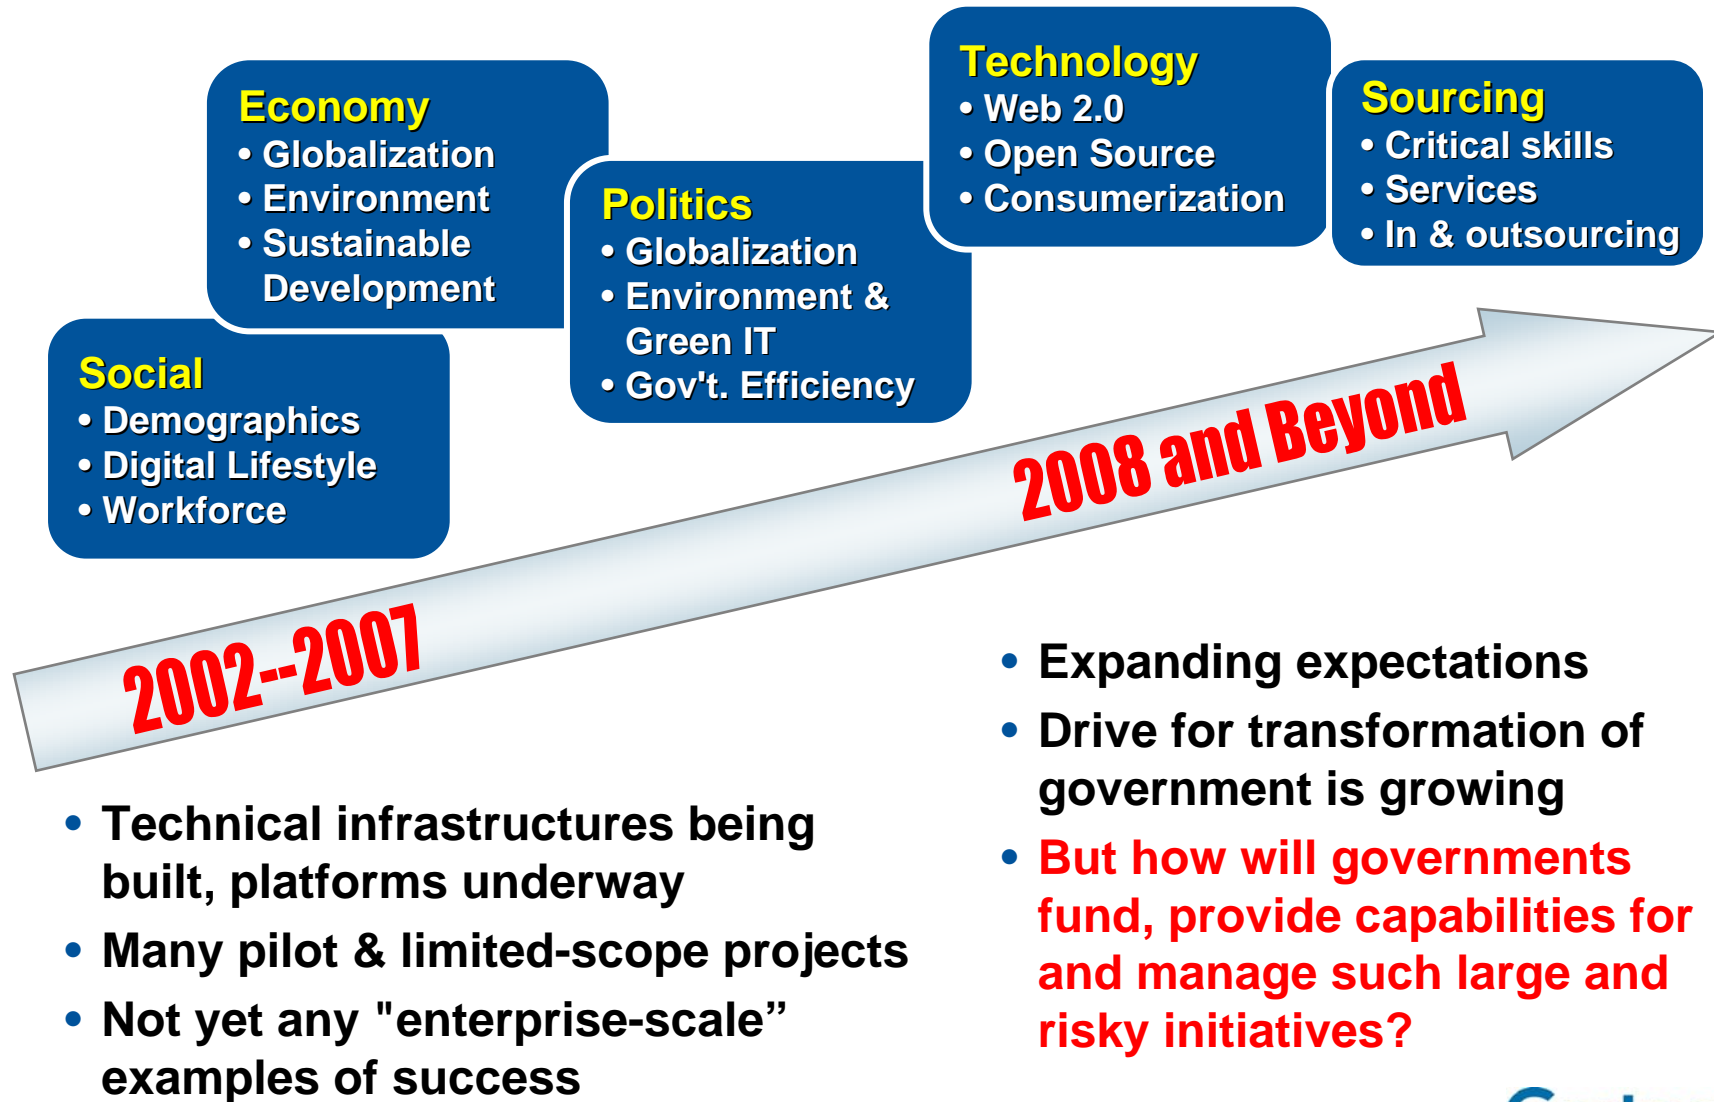 Economy
• Globalization
• Environment
• Sustainable
Development
Technology
• Web 2.0
• Open Source
• Consumerization
Sourcing
• Critical skills
• Services
• In & outsourcing
Politics
• Globalization
• Environment &
Green IT
• Gov't. Efficiency
Social
• Demographics
• Digital Lifestyle
• Workforce
2002--2007
2008 and Beyond
• Technical infrastructures being
built, platforms underway
• Many pilot & limited-scope projects
• Not yet any "enterprise-scale”
examples of success
• Expanding expectations
• Drive for transformation of
government is growing
• But how will governments
fund, provide capabilities for
and manage such large and
risky initiatives?